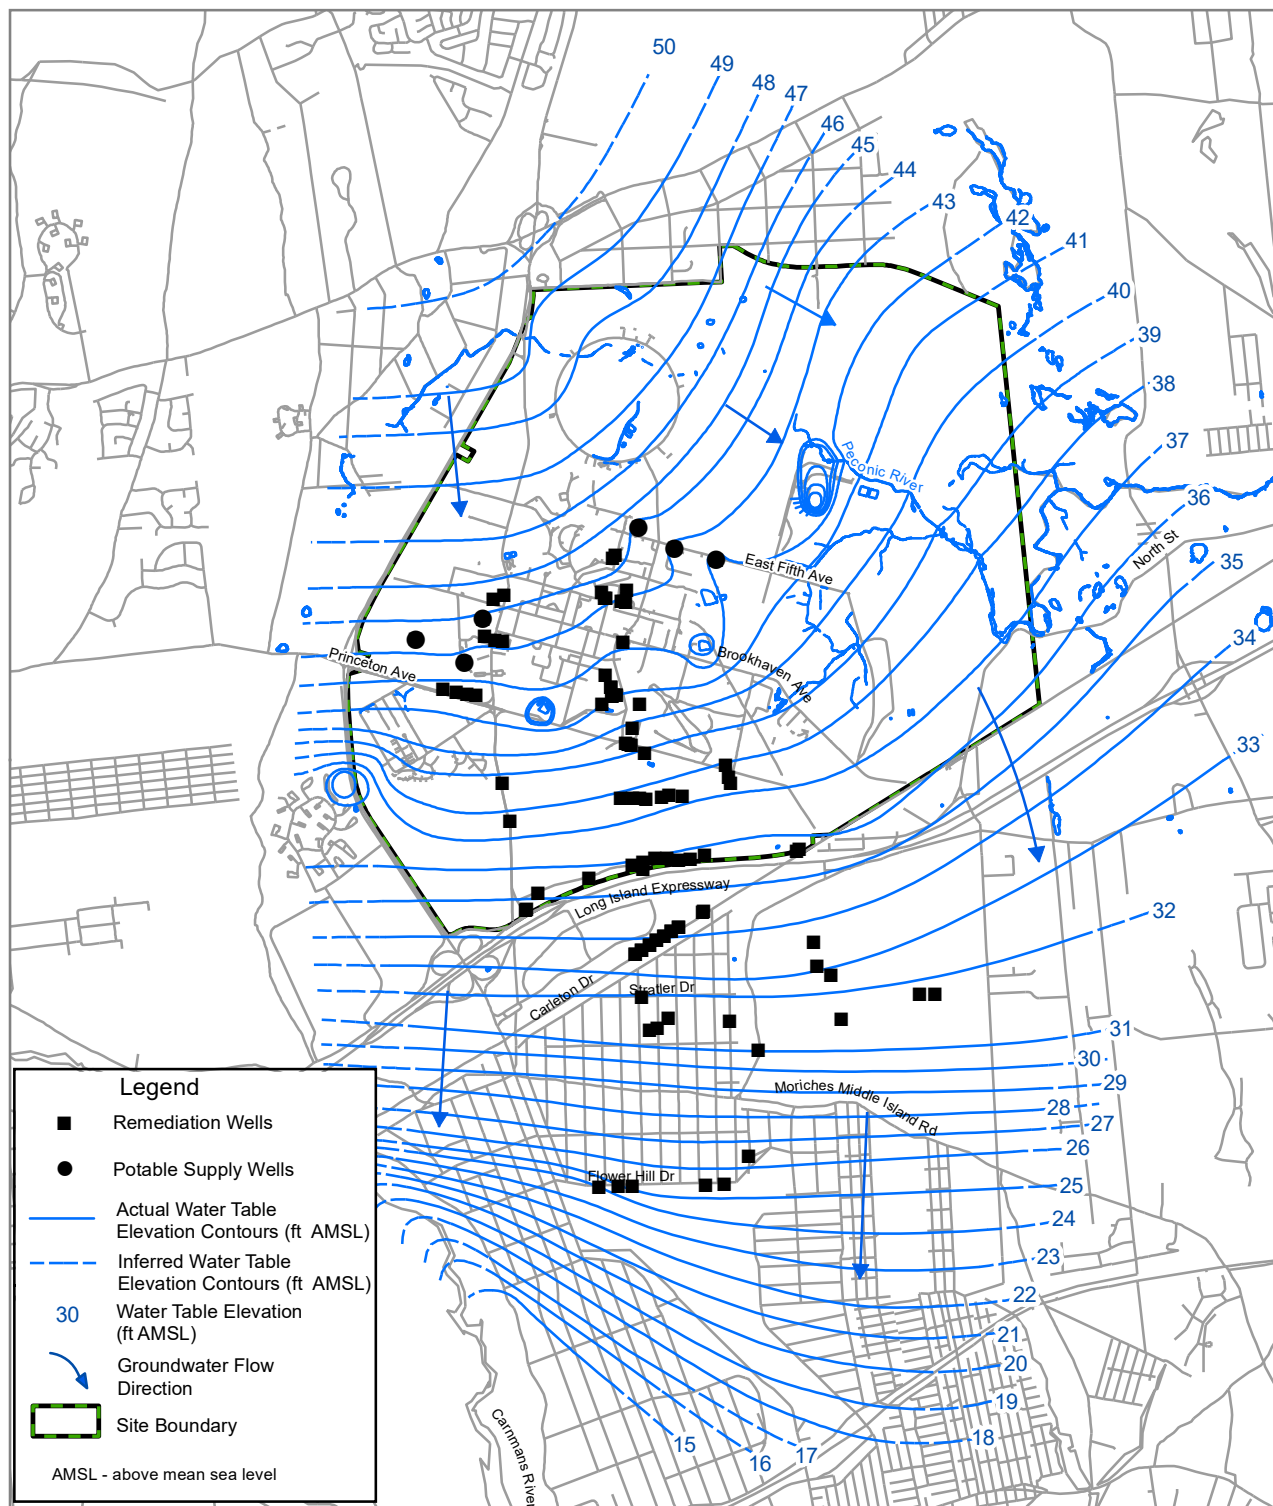 50
49
48
47
46
45
44
43
42
41
40
39
38
37
36
35
34
33
32
31
30
29
28
27
26
25
24
23
22
21
20
19
18
17
16
15
Peconic River
North St
East Fifth Ave
Brookhaven Ave
Princeton Ave
Long Island Expressway
Carleton Dr
Stratler Dr
Moriches Middle Island Rd
Flower Hill Dr
Carnmans River
Legend
Remediation Wells
Potable Supply Wells
Actual Water Table
Elevation Contours (ft AMSL)
Inferred Water Table
Elevation Contours (ft AMSL)
30
Water Table Elevation
(ft AMSL)
Groundwater Flow
Direction
Site Boundary
AMSL - above mean sea level